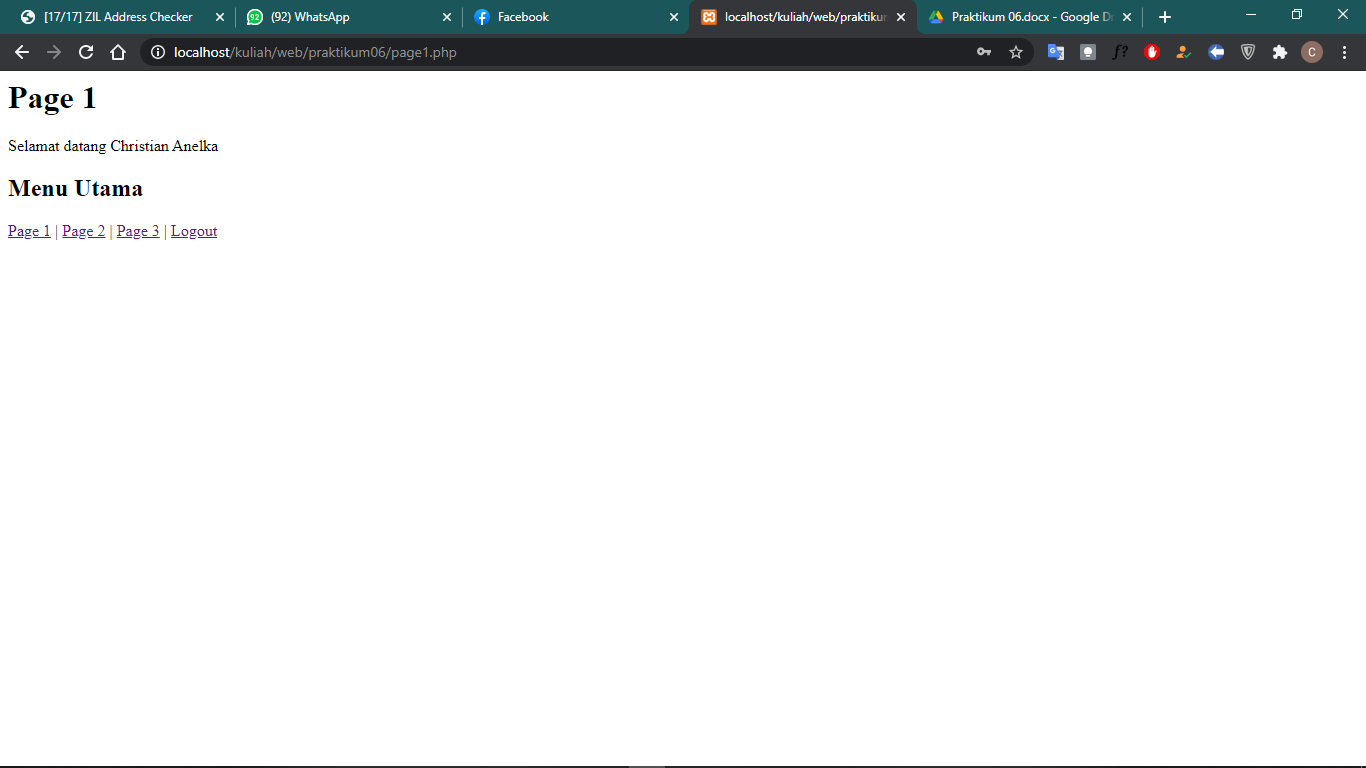 [17/17] ZIL Address Checker
(92) WhatsApp
Facebook
localhost/kuliah/web/praktikum
Praktikum 06.docx - Google Dr
localhost/kuliah/web/praktikum06/page1.php
Page 1
Selamat datang Christian Anelka
Menu Utama
Page 1 | Page 2 | Page 3 | Logout